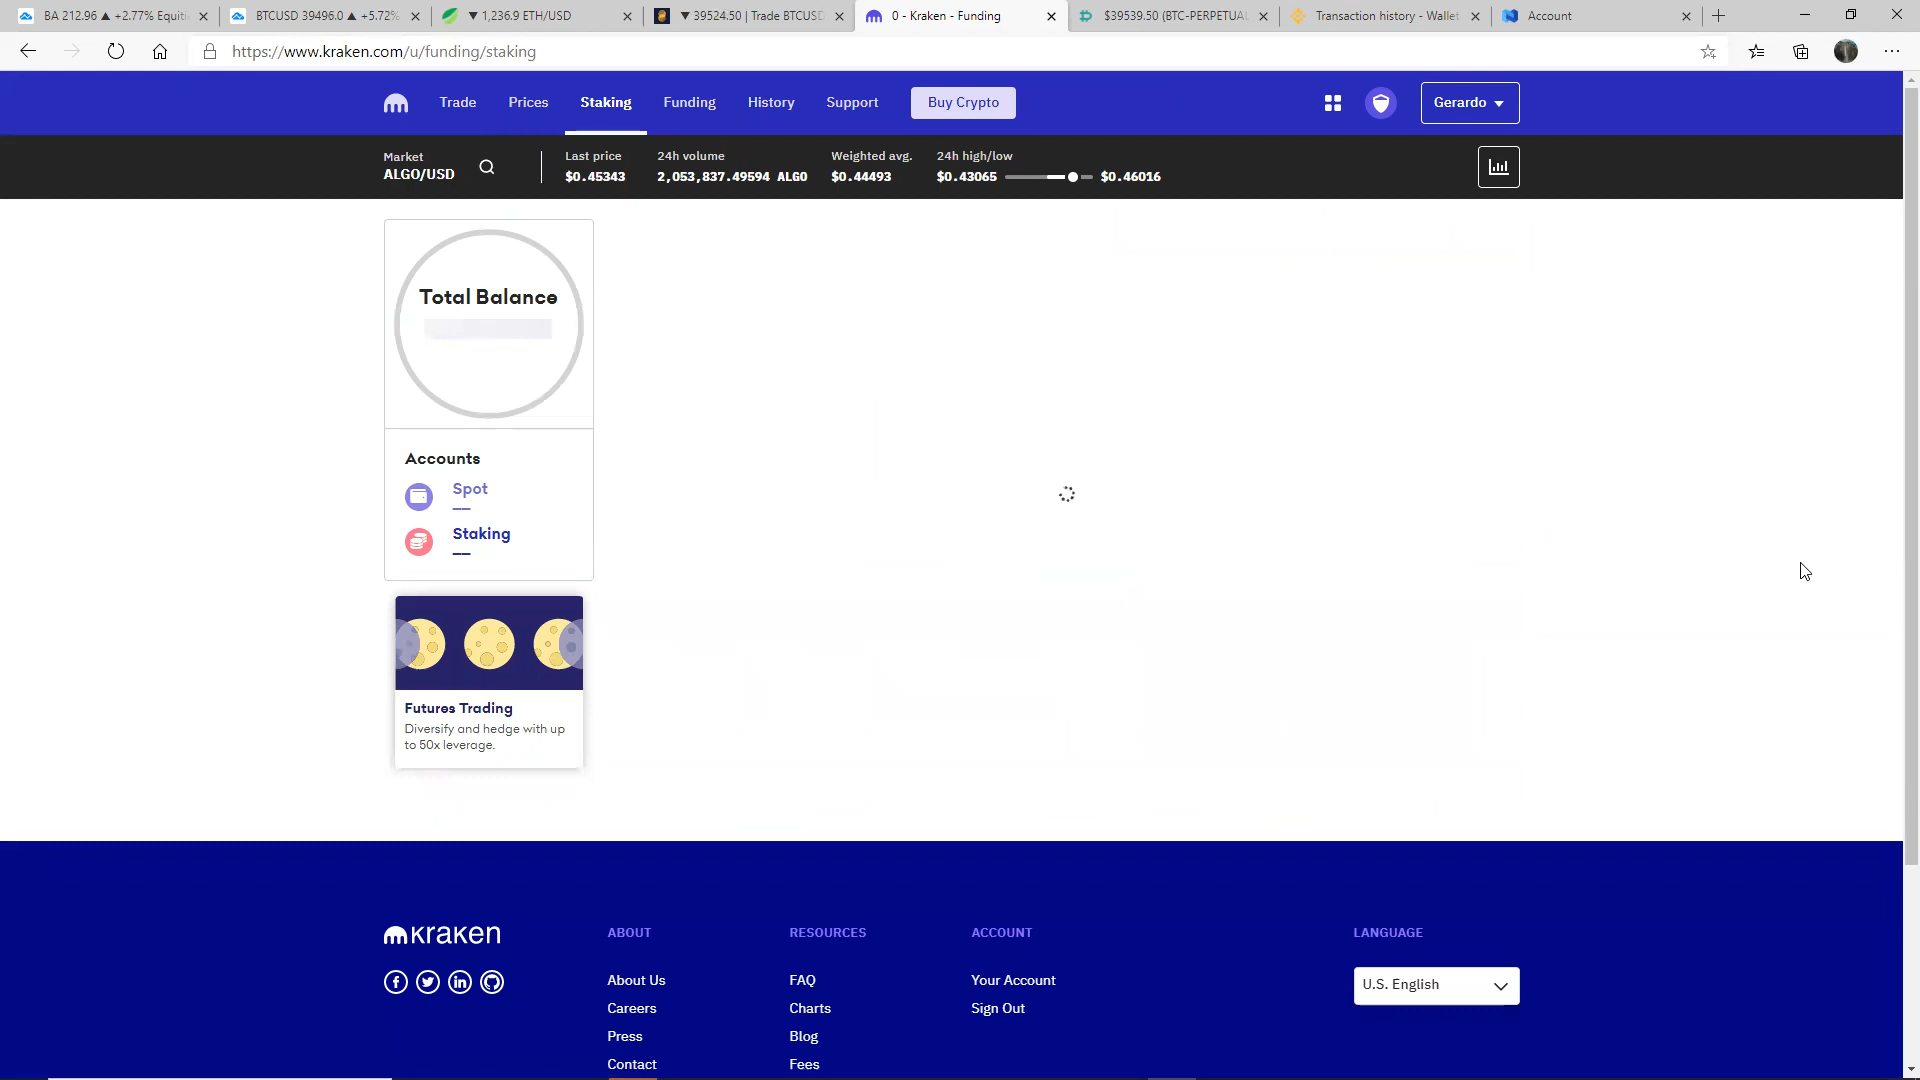 BA 212.96 ▲ +2.77% Equiti
BTCUSD 39496.0 ▲ +5.72%
▼ 1,236.9 ETH/USD
▼ 39524.50 | Trade BTCUSD
0 - Kraken - Funding
$39539.50 (BTC-PERPETUAL
Transaction history - Wallet
Account
https://www.kraken.com/u/funding/staking
Trade
Prices
Staking
Funding
History
Support
Buy Crypto
Gerardo
Market
ALGO/USD
Last price
$0.45343
24h volume
2,053,837.49594 ALGO
Weighted avg.
$0.44493
24h high/low
$0.43065
$0.46016
Total Balance
Accounts
Spot
Staking
Futures Trading
Diversify and hedge with up
to 50x leverage.
kraken
ABOUT
About Us
Careers
Press
Contact
RESOURCES
FAQ
Charts
Blog
Fees
ACCOUNT
Your Account
Sign Out
LANGUAGE
U.S. English